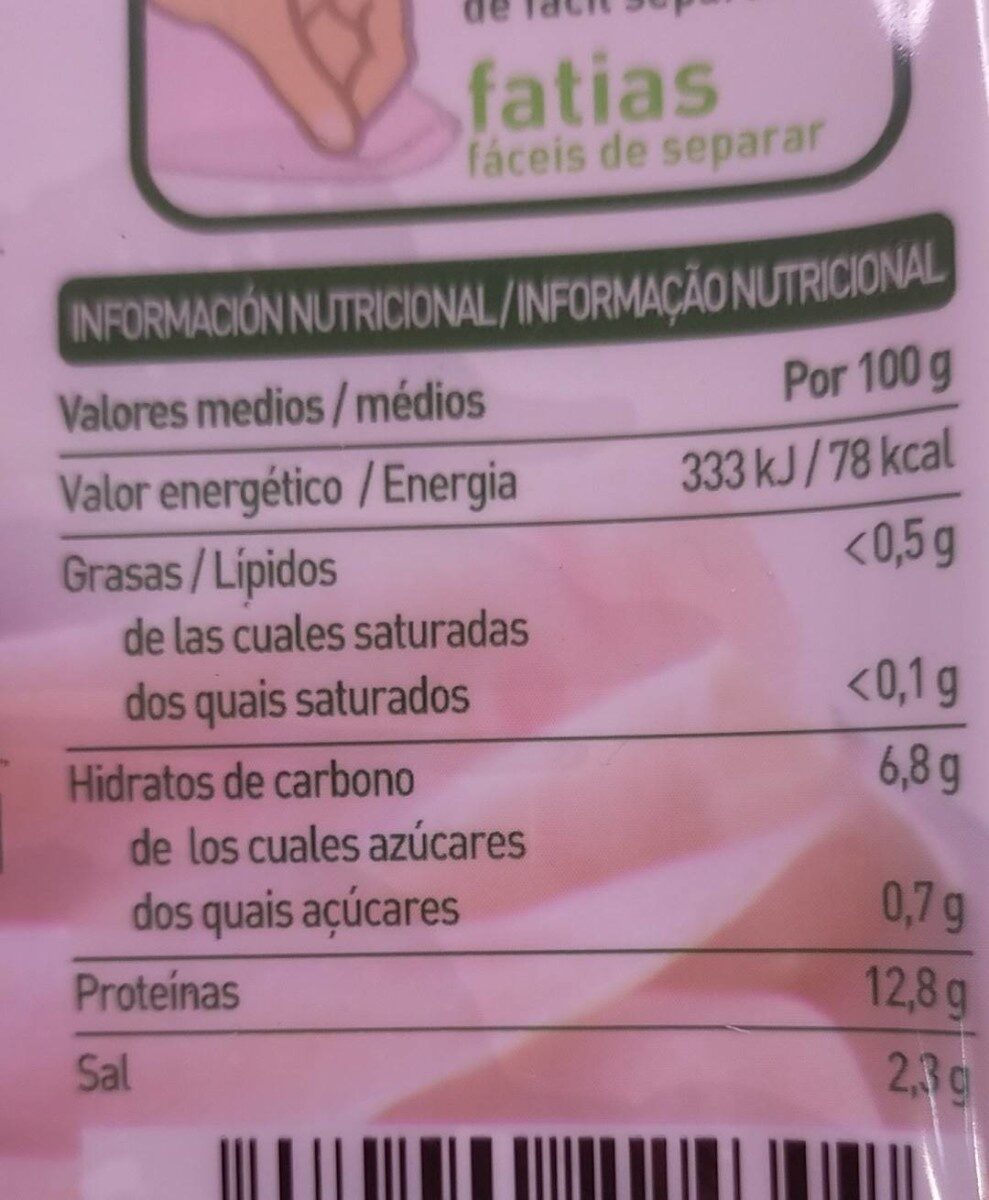 de fácil
fatias
fáceis de separar
INFORMACIÓN NUTRICIONAL/INFORMAÇÃO NUTRICIONAL
Valores medios / médios Por 100 g
Valor energético / Energia 333 kJ / 78 kcal
Grasas / Lípidos <0,5 g
de las cuales saturadas
dos quais saturados <0,1 g
Hidratos de carbono 6,8 g
de los cuales azúcares
dos quais açúcares 0,7 g
Proteínas 12,8 g
Sal 2,3 g